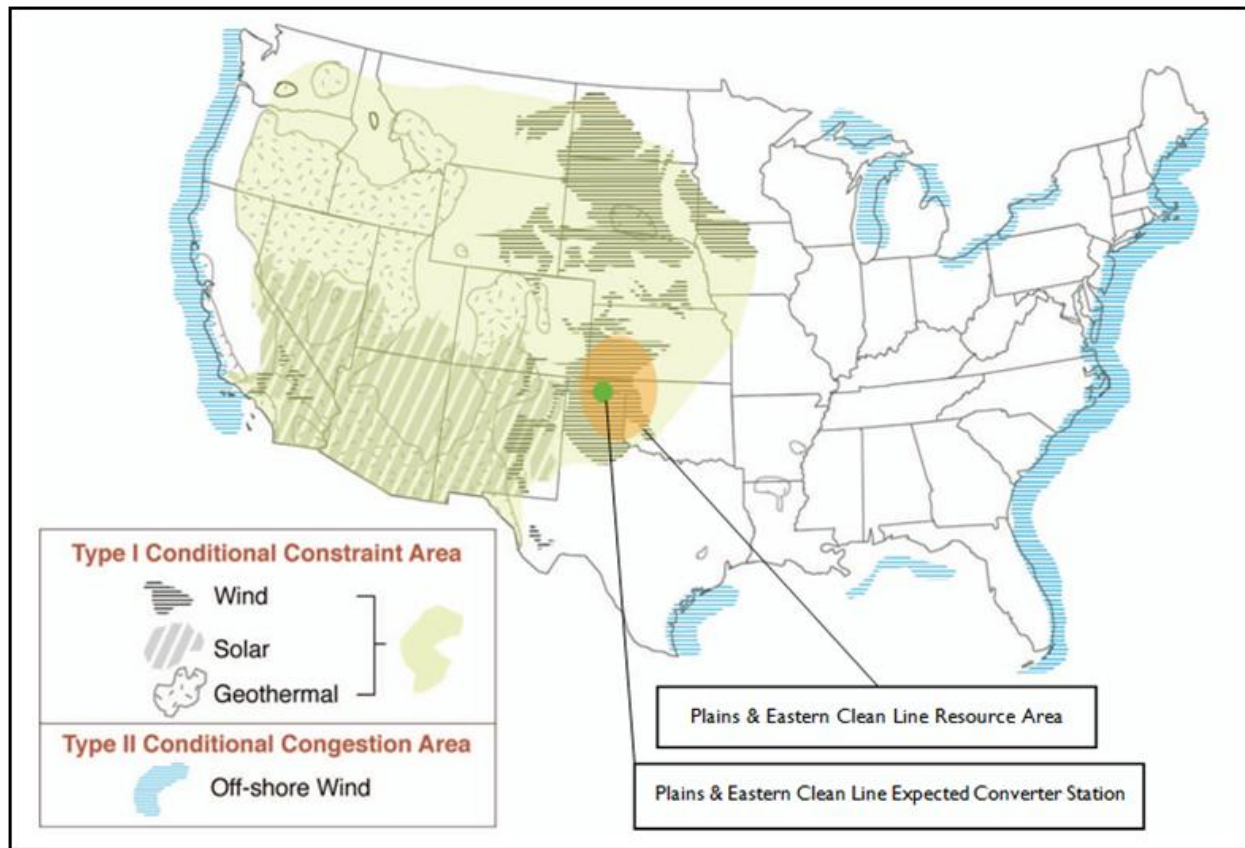 Type I Conditional Constraint Area
Wind
Solar
Geothermal
Type II Conditional Congestion Area
Off-shore Wind
Plains & Eastern Clean Line Resource Area
Plains & Eastern Clean Line Expected Converter Station